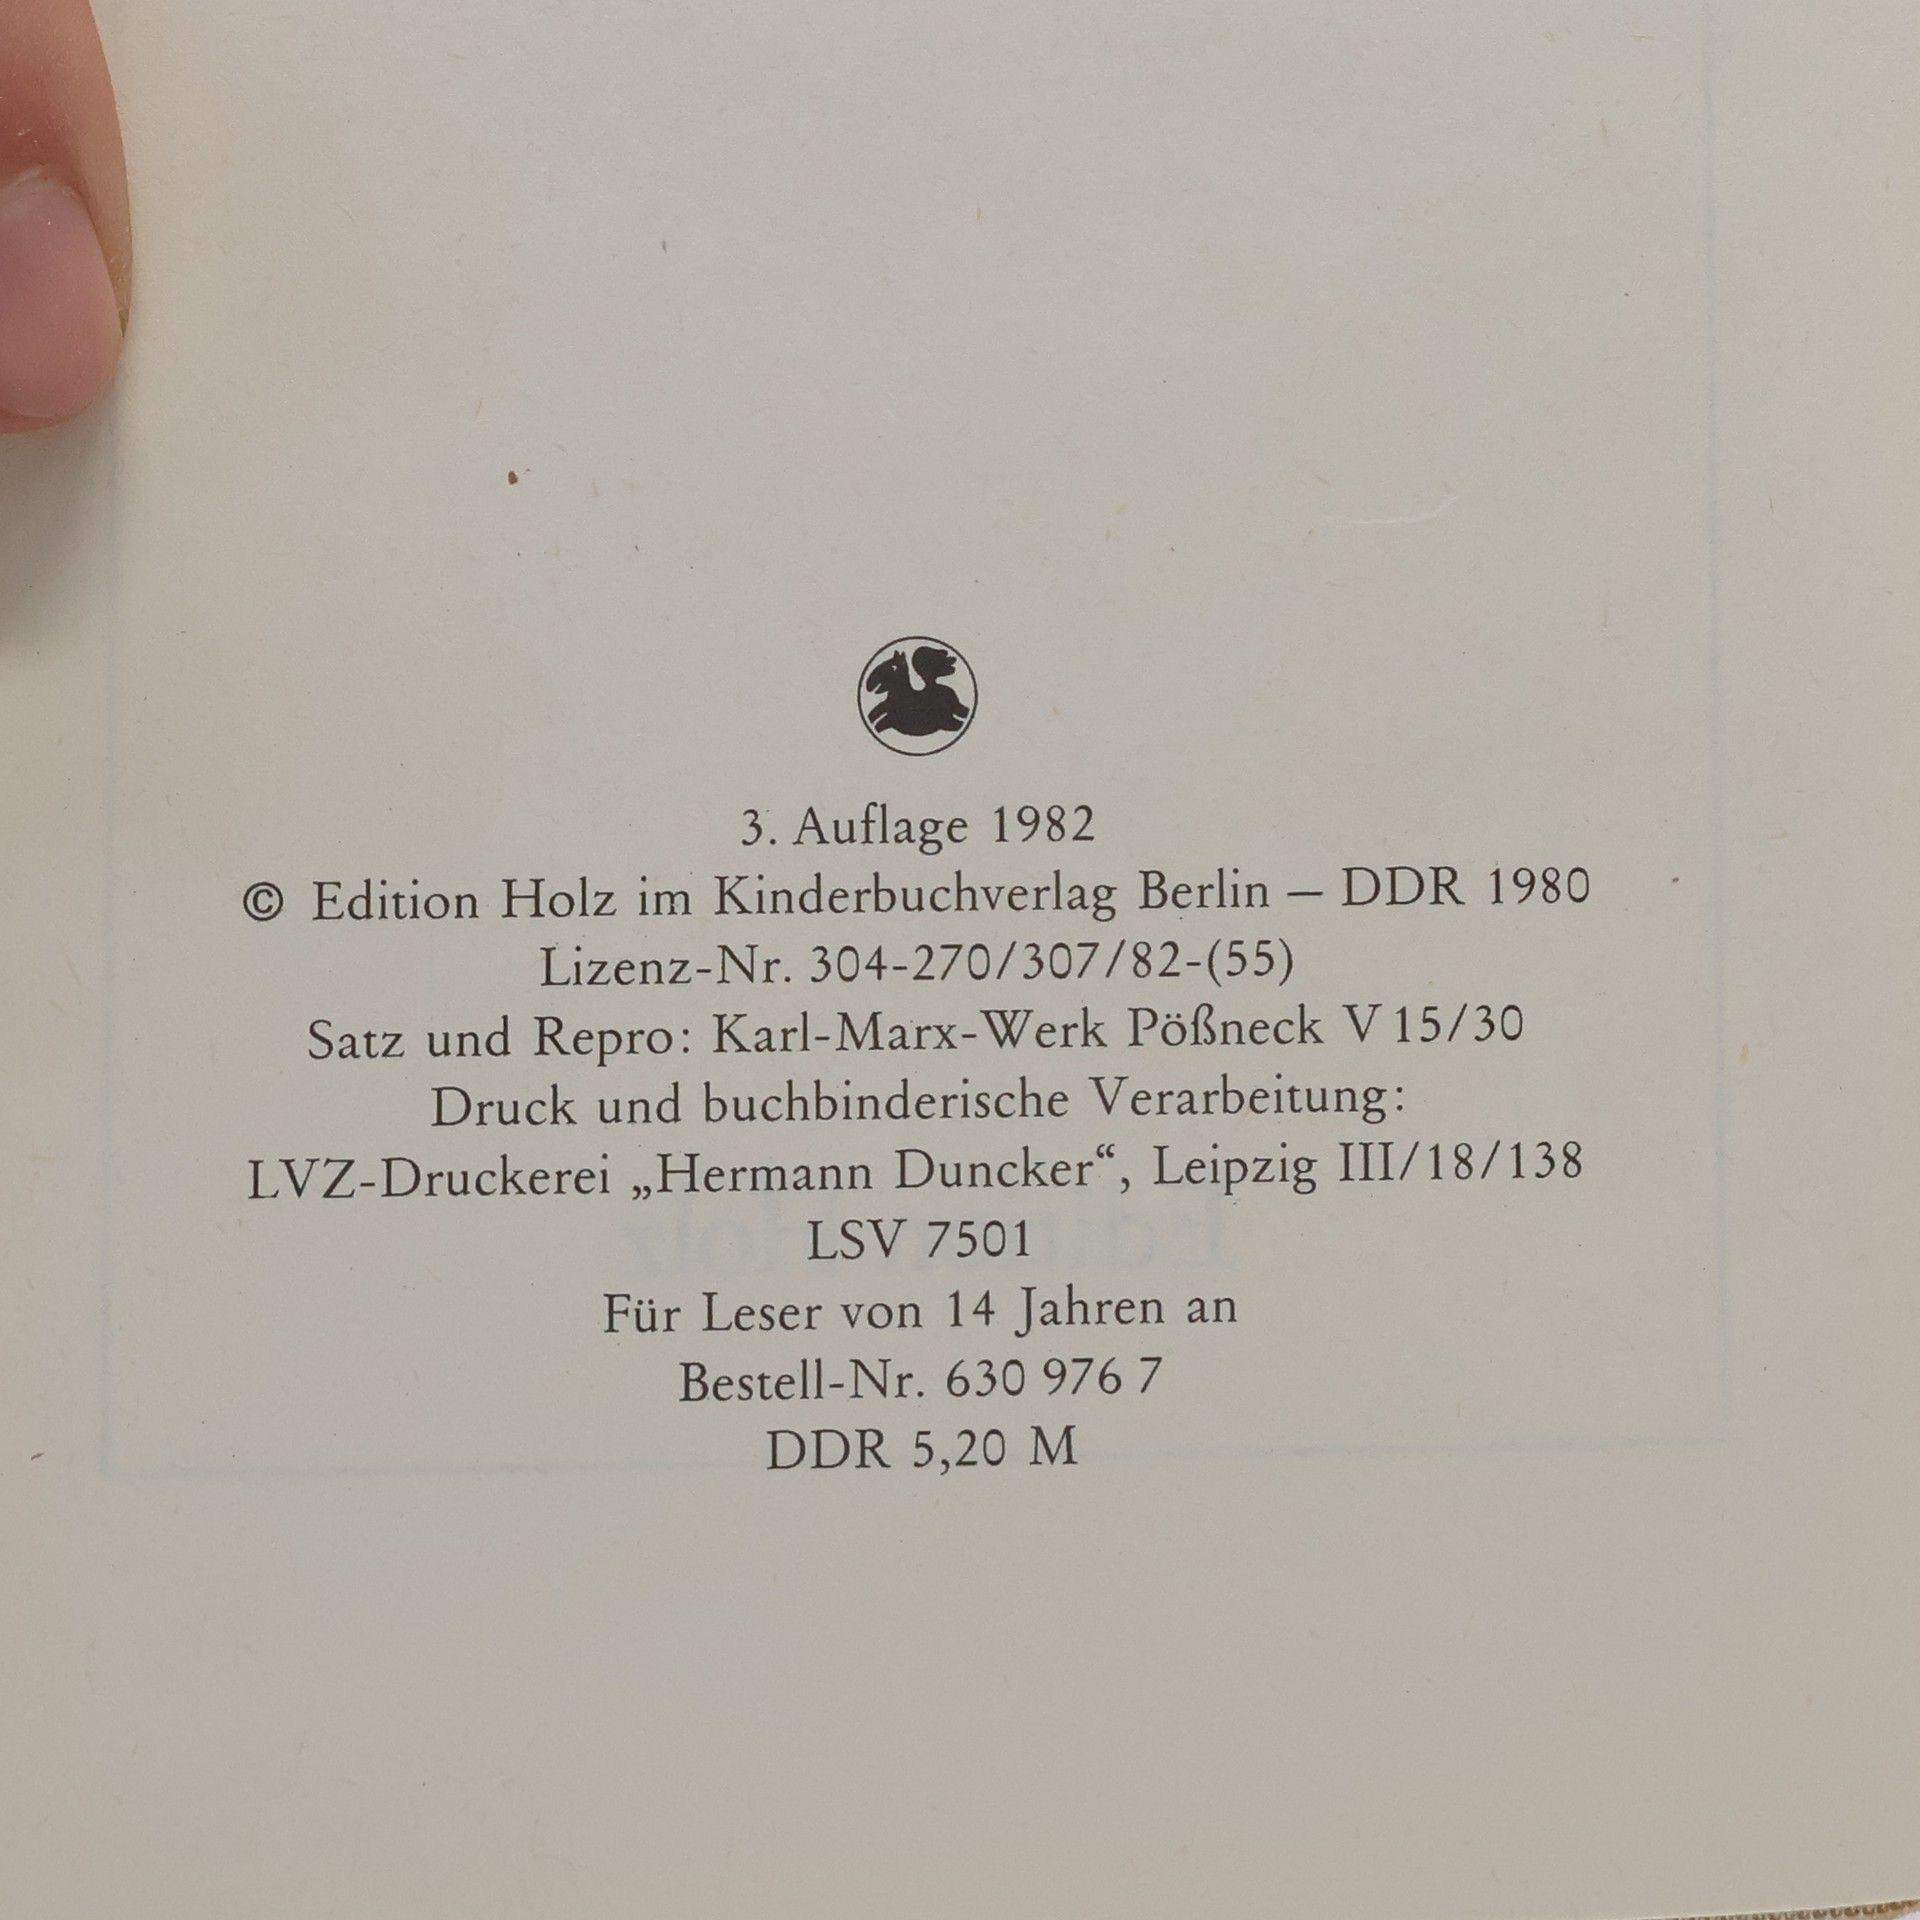 3. Auflage 1982
© Edition Holz im Kinderbuchverlag Berlin – DDR 1980
Lizenz-Nr. 304-270/307/82-(55)
Satz und Repro: Karl-Marx-Werk Pößneck V 15/30
Druck und buchbinderische Verarbeitung:
LVZ-Druckerei „Hermann Duncker“, Leipzig III/18/138
LSV 7501
Für Leser von 14 Jahren an
Bestell-Nr. 630 976 7
DDR 5,20 M